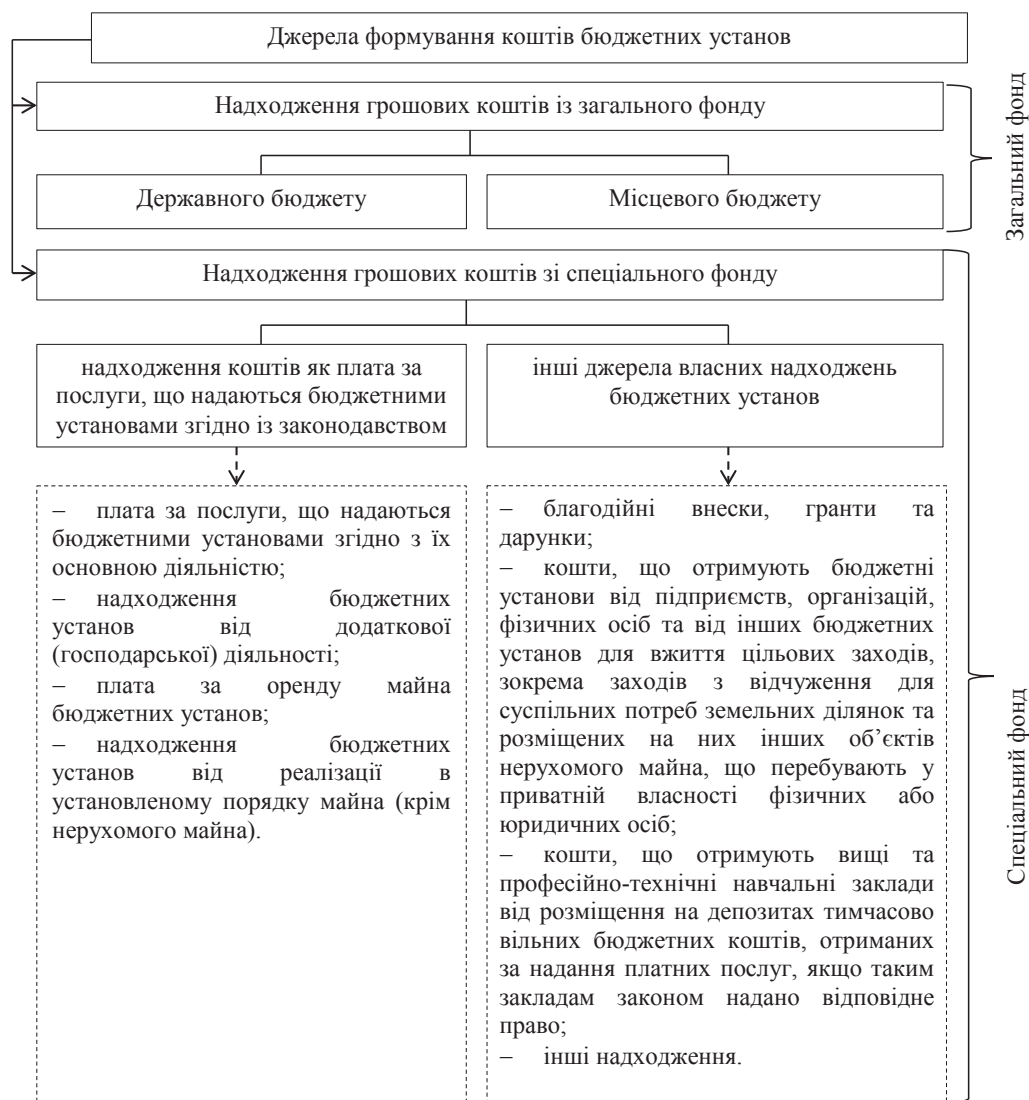 Джерела формування коштів бюджетних установ
Надходження грошових коштів із загального фонду
Державного бюджету
Місцевого бюджету
Загальний фонд
Надходження грошових коштів зі спеціального фонду
надходження коштів як плата за
послуги, що надаються бюджетними
установами згідно із законодавством
інші джерела власних надходжень
бюджетних установ
– плата за послуги, що надаються
бюджетними установами згідно з їх
основною діяльністю;
– надходження бюджетних
установ від додаткової
(господарської) діяльності;
– плата за оренду майна
бюджетних установ;
– надходження бюджетних
установ від реалізації в
установленому порядку майна (крім
нерухомого майна).
– благодійні внески, гранти та
дарунки;
– кошти, що отримують бюджетні
установи від підприємств, організацій,
фізичних осіб та від інших бюджетних
установ для вжиття цільових заходів,
зокрема заходів з відчуження для
суспільних потреб земельних ділянок та
розміщених на них інших об’єктів
нерухомого майна, що перебувають у
приватній власності фізичних або
юридичних осіб;
– кошти, що отримують вищі та
професійно-технічні навчальні заклади
від розміщення на депозитах тимчасово
вільних бюджетних коштів, отриманих
за надання платних послуг, якщо таким
закладам законом надано відповідне
право;
– інші надходження.
Спеціальний фонд